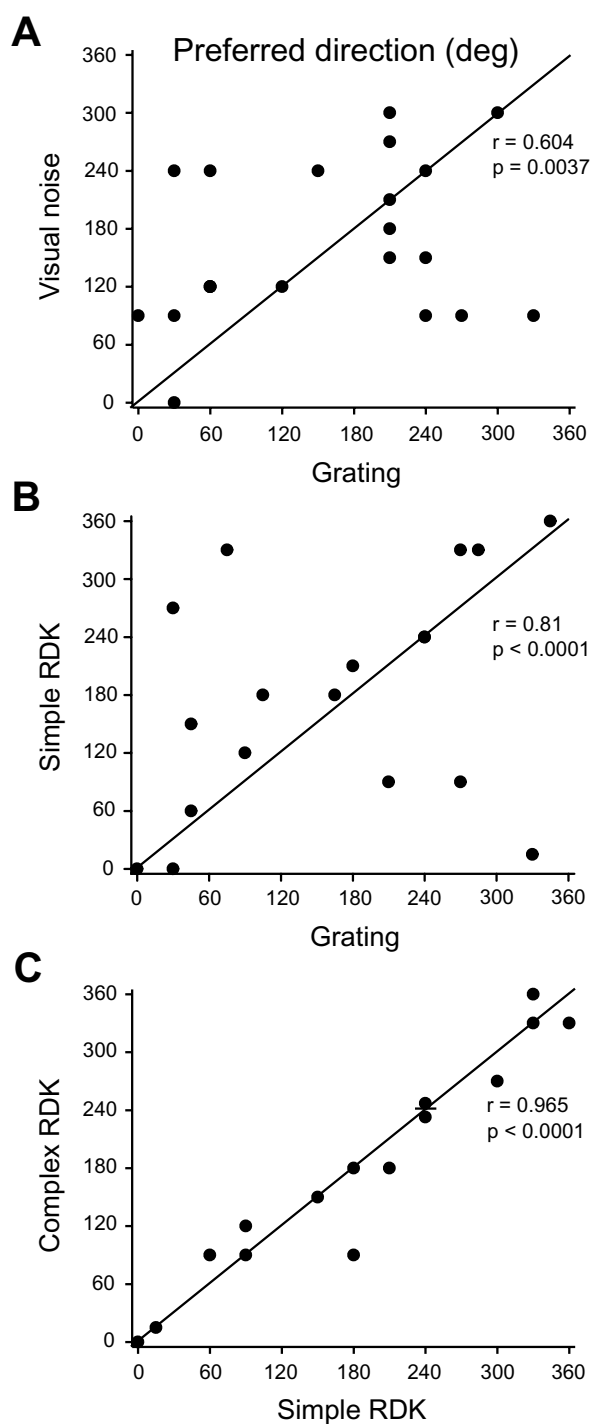 A
Preferred direction (deg)
360
300
240
180
120
60
0
Visual noise
r = 0.604
p = 0.0037
0 60 120 180 240 300 360
Grating
B
360
300
240
180
120
60
0
Simple RDK
r = 0.81
p < 0.0001
0 60 120 180 240 300 360
Grating
C
360
300
240
180
120
60
0
Complex RDK
r = 0.965
p < 0.0001
0 60 120 180 240 300 360
Simple RDK